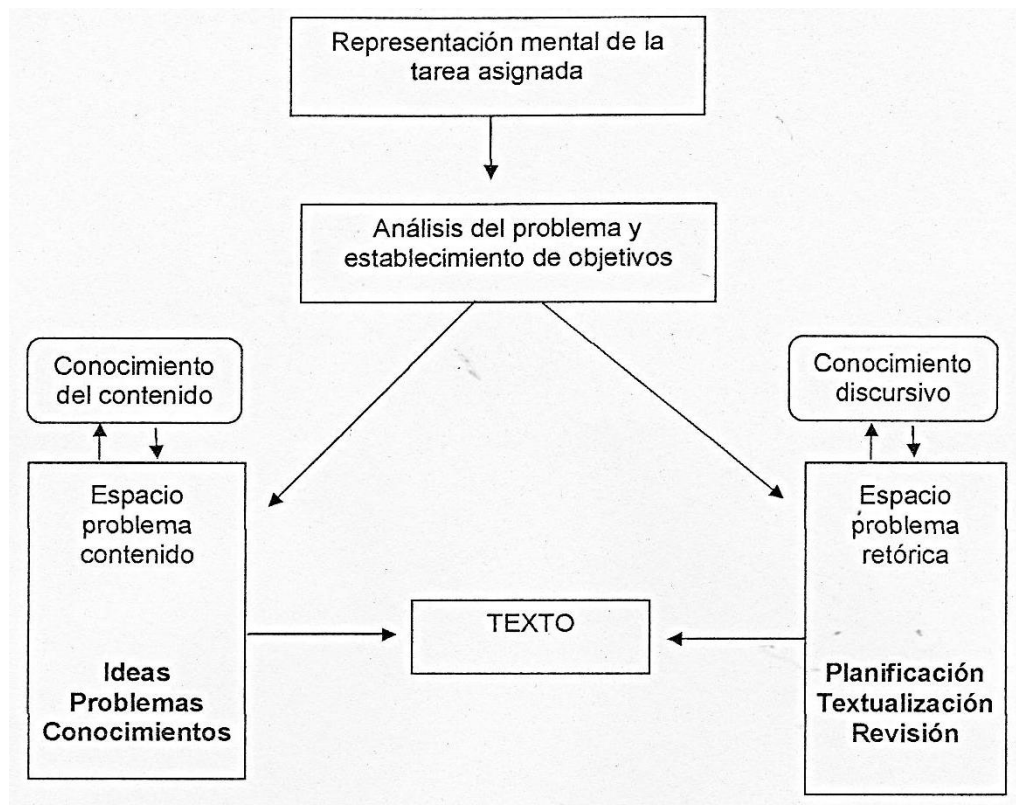 Representación mental de la
tarea asignada
Análisis del problema y
establecimiento de objetivos
Conocimiento
del contenido
Conocimiento
discursivo
Espacio
problema
contenido
Ideas
Problemas
Conocimientos
TEXTO
Espacio
problema
retórica
Planificación
Textualización
Revisión